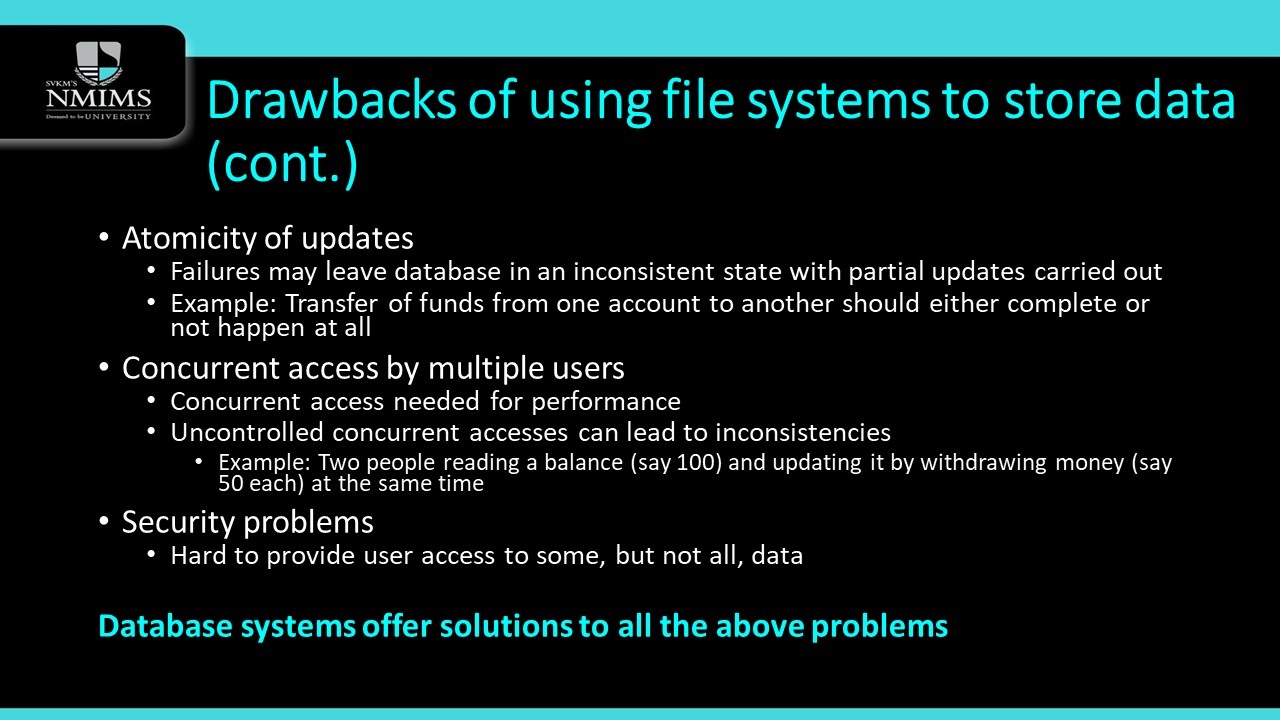 SVKM'S
NMIMS
Deemed to be UNIVERSITY
Drawbacks of using file systems to store data
(cont.)
• Atomicity of updates
• Failures may leave database in an inconsistent state with partial updates carried out
• Example: Transfer of funds from one account to another should either complete or
not happen at all
• Concurrent access by multiple users
• Concurrent access needed for performance
• Uncontrolled concurrent accesses can lead to inconsistencies
• Example: Two people reading a balance (say 100) and updating it by withdrawing money (say
50 each) at the same time
• Security problems
• Hard to provide user access to some, but not all, data
Database systems offer solutions to all the above problems